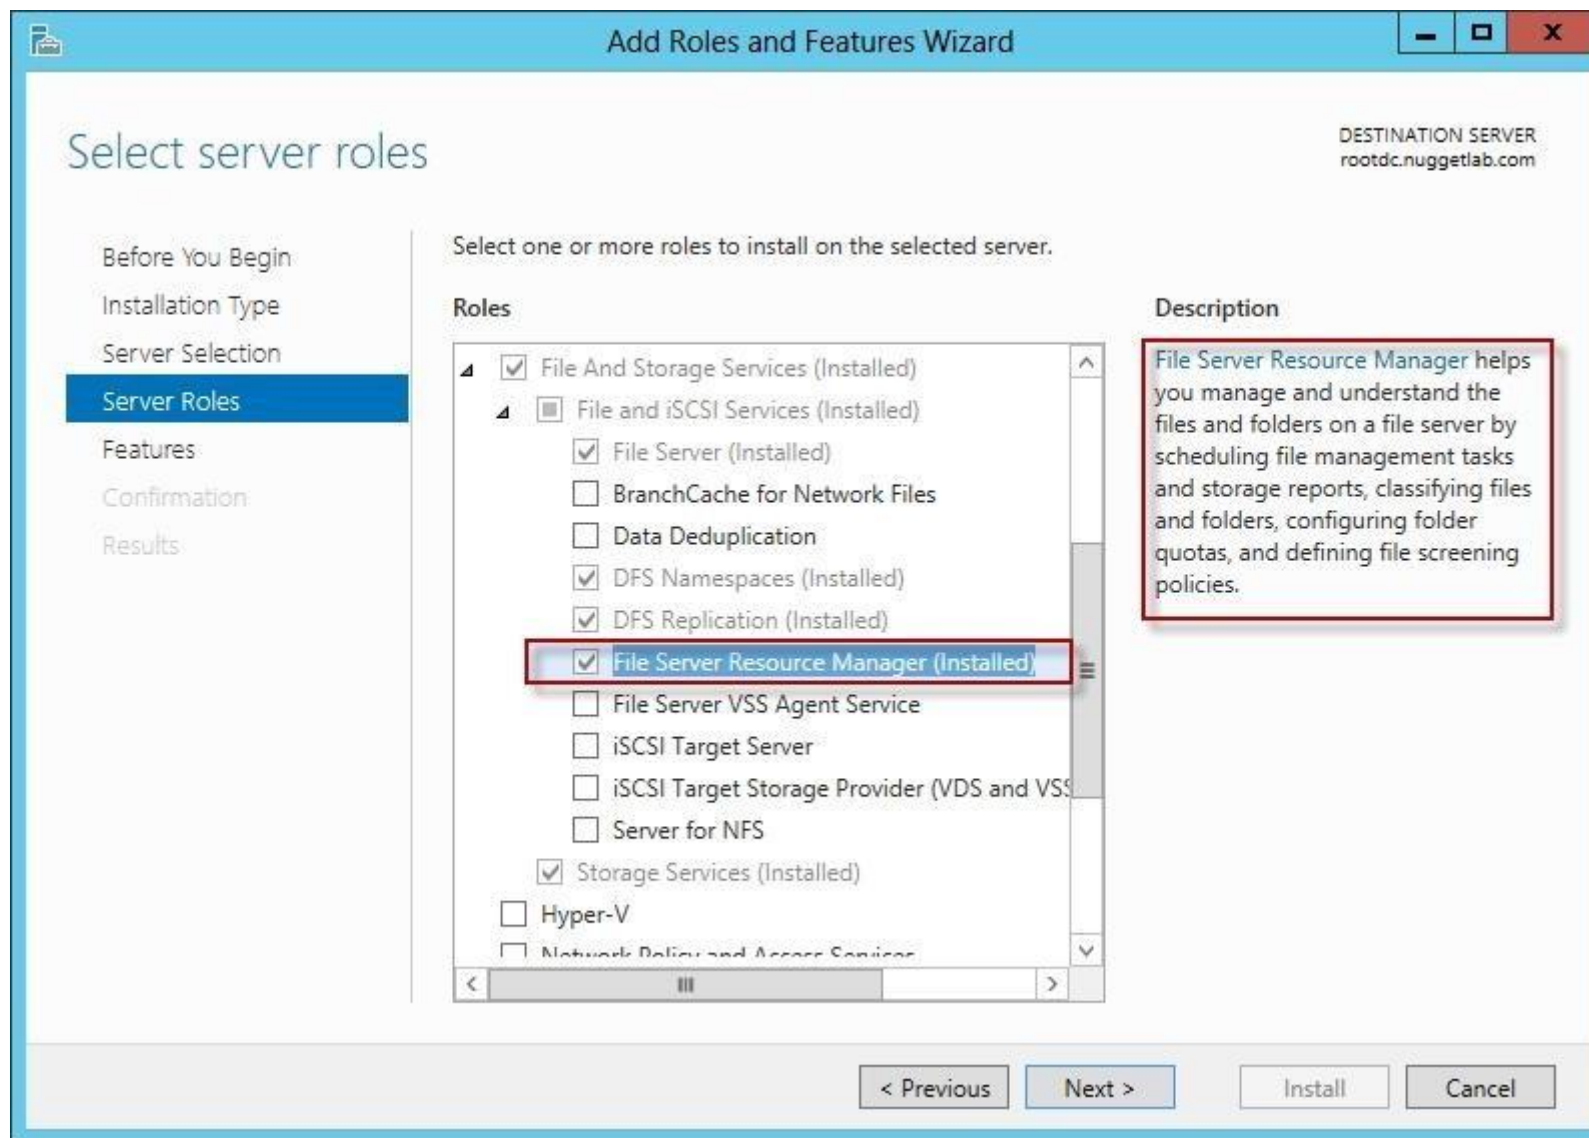 Add Roles and Features Wizard
Select server roles
DESTINATION SERVER
rootdc.nuggetlab.com
Before You Begin
Installation Type
Server Selection
Server Roles
Features
Confirmation
Results
Select one or more roles to install on the selected server.
Roles
File And Storage Services (Installed)
File and iSCSI Services (Installed)
File Server (Installed)
BranchCache for Network Files
Data Deduplication
DFS Namespaces (Installed)
DFS Replication (Installed)
File Server Resource Manager (Installed)
File Server VSS Agent Service
iSCSI Target Server
iSCSI Target Storage Provider (VDS and VSS
Server for NFS
Storage Services (Installed)
Hyper-V
Network Policy and Access Services
Description
File Server Resource Manager helps
you manage and understand the
files and folders on a file server by
scheduling file management tasks
and storage reports, classifying files
and folders, configuring folder
quotas, and defining file screening
policies.
< Previous
Next >
Install
Cancel